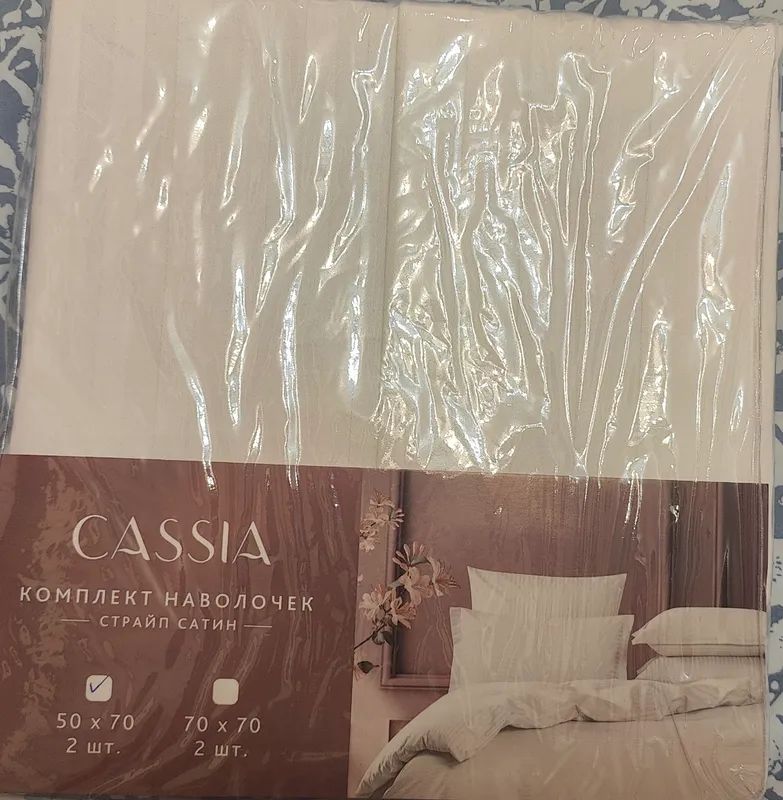 CASSIA
КОМПЛЕКТ НАВОЛОЧЕК
СТРАЙП САТИН
50 x 70 70 x 70
2 шт. 2 шт.